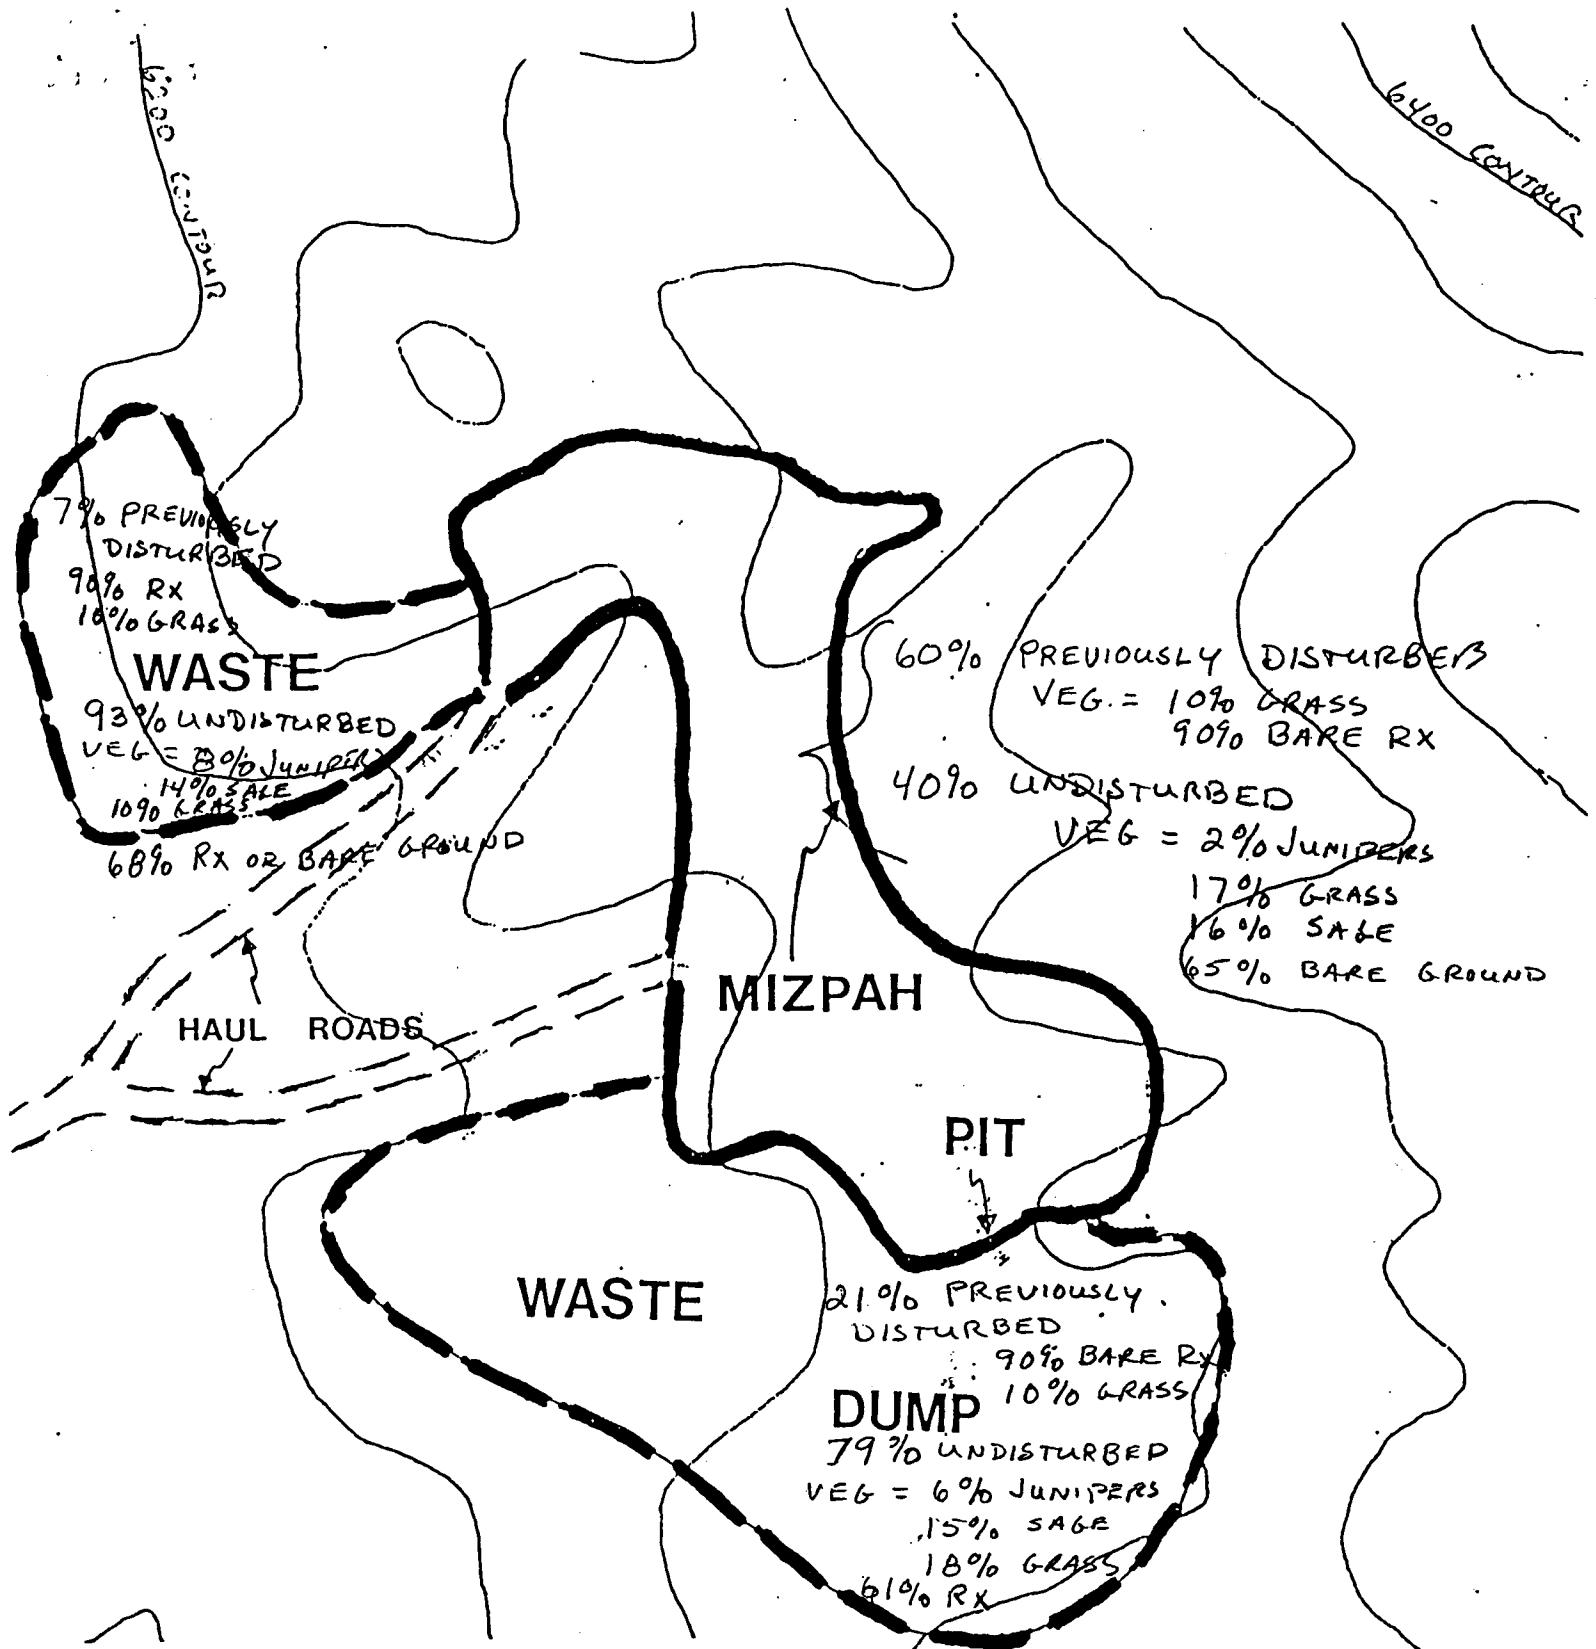 6200 CONTOUR
6400 CONTOUR
7% PREVIOUSLY
DISTURBED
90% RX
10% GRASS
WASTE
93% UNDISTURBED
VEG = 8% JUNIPER
14% SAGE
10% GRASS
68% RX OR BARE GROUND
60% PREVIOUSLY DISTURBED
VEG. = 10% GRASS
90% BARE RX
40% UNDISTURBED
VEG = 2% JUNIPERS
17% GRASS
16% SAGE
65% BARE GROUND
MIZPAH
HAUL ROADS
PIT
WASTE
21% PREVIOUSLY
DISTURBED
90% BARE RX
10% GRASS
DUMP
79% UNDISTURBED
VEG = 6% JUNIPERS
15% SAGE
18% GRASS
61% RX